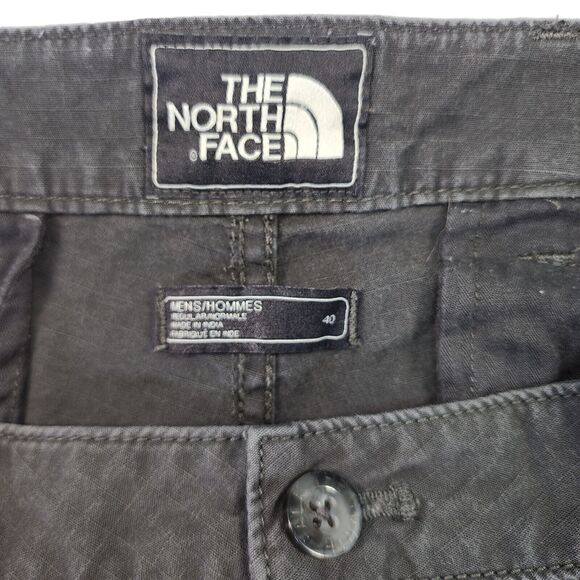 THE
NORTH
FACE
MENS/HOMMES
REGULAR/NORMALE
MADE IN INDIA
FABRIQUE EN INDE
40